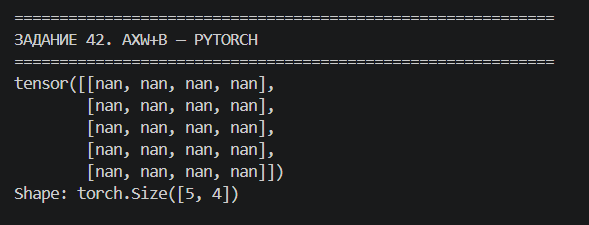 ============================================================
ЗАДАНИЕ 42. AXW+B — PYTORCH
============================================================
tensor([[nan, nan, nan, nan],
        [nan, nan, nan, nan],
        [nan, nan, nan, nan],
        [nan, nan, nan, nan],
        [nan, nan, nan, nan]])
Shape: torch.Size([5, 4])